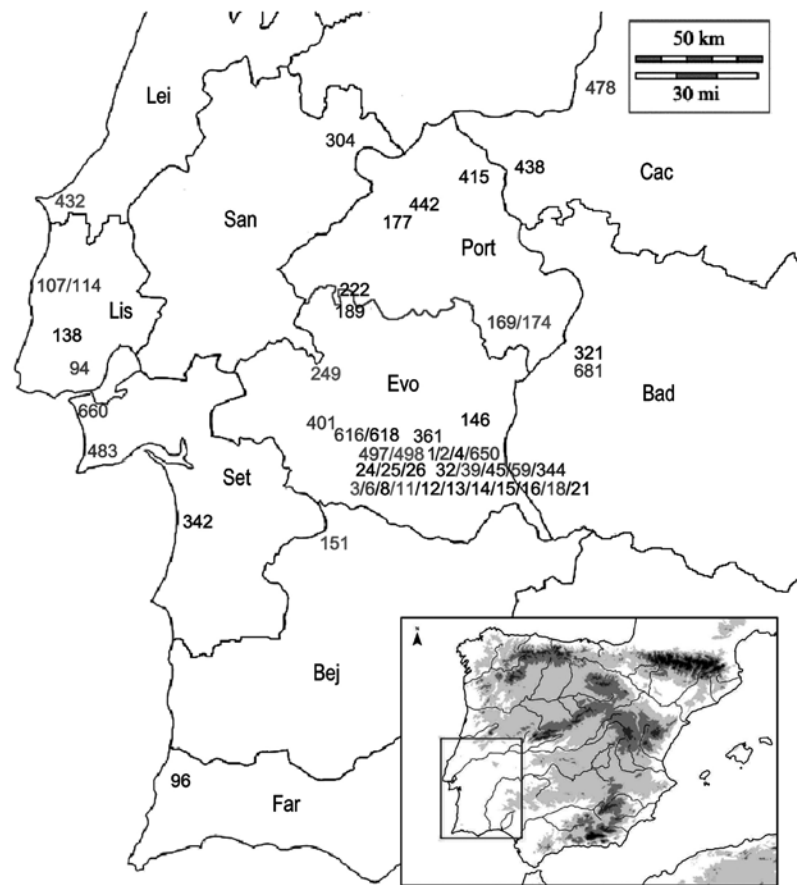 50 km
30 mi
478
Lei
304
415
438
Cac
432
442
San
177
Port
107/114
222
Lis
189
169/174
138
321
94
249
681
Evo
Bad
660
401
146
616/618
361
483
497/498 1/2/4/650
24/25/26 32/39/45/59/344
Set
3/6/8/11/12/13/14/15/16/18/21
342
151
N
Bej
96
Far